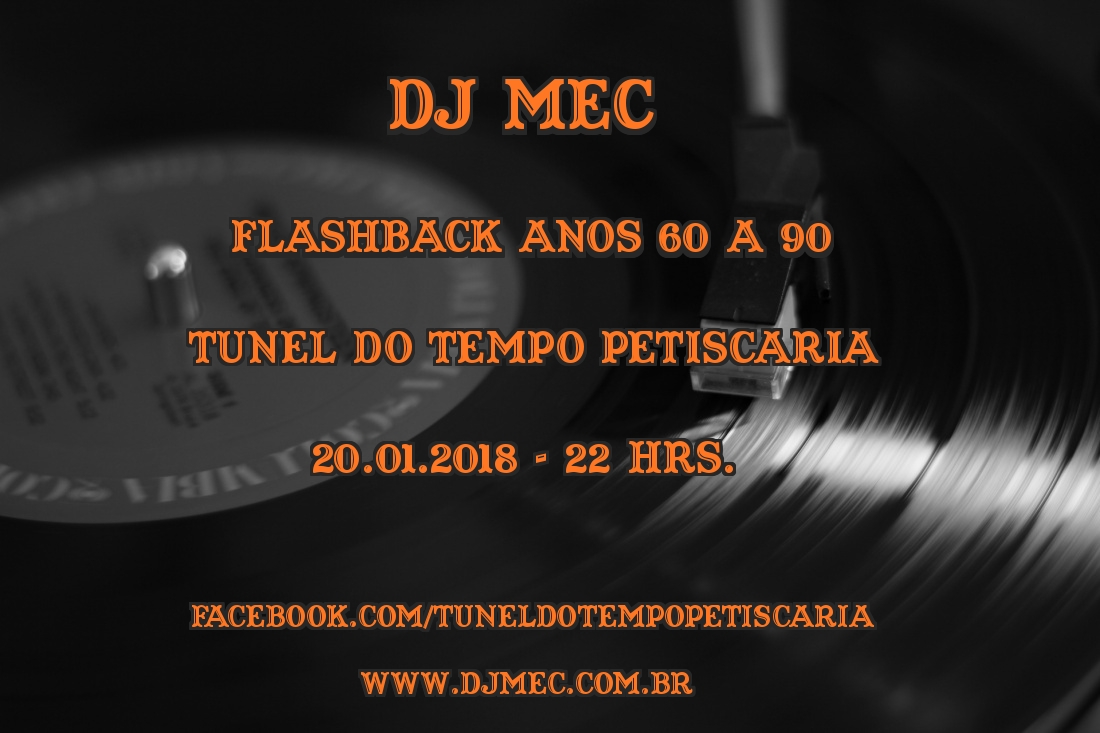 DJ MEC
FLASHBACK ANOS 60 A 90
TUNEL DO TEMPO PETISCARIA
20.01.2018 - 22 HRS.
FACEBOOK.COM/TUNELDOTEMPOPETISCARIA
WWW.DJMEC.COM.BR